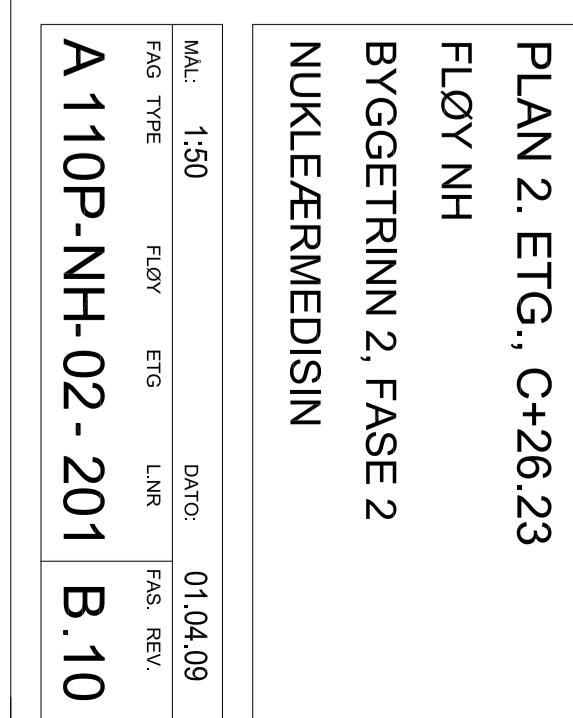 PLAN 2. ETG., C+26.23
FLØY NH
BYGGETRINN 2, FASE 2
NUKLEÆRMEDISIN
MÅL: 1:50 DATO: 01.04.09
FAG TYPE FLØY ETG L.NR FAS. REV.
A 110P-NH-02-201 B.10